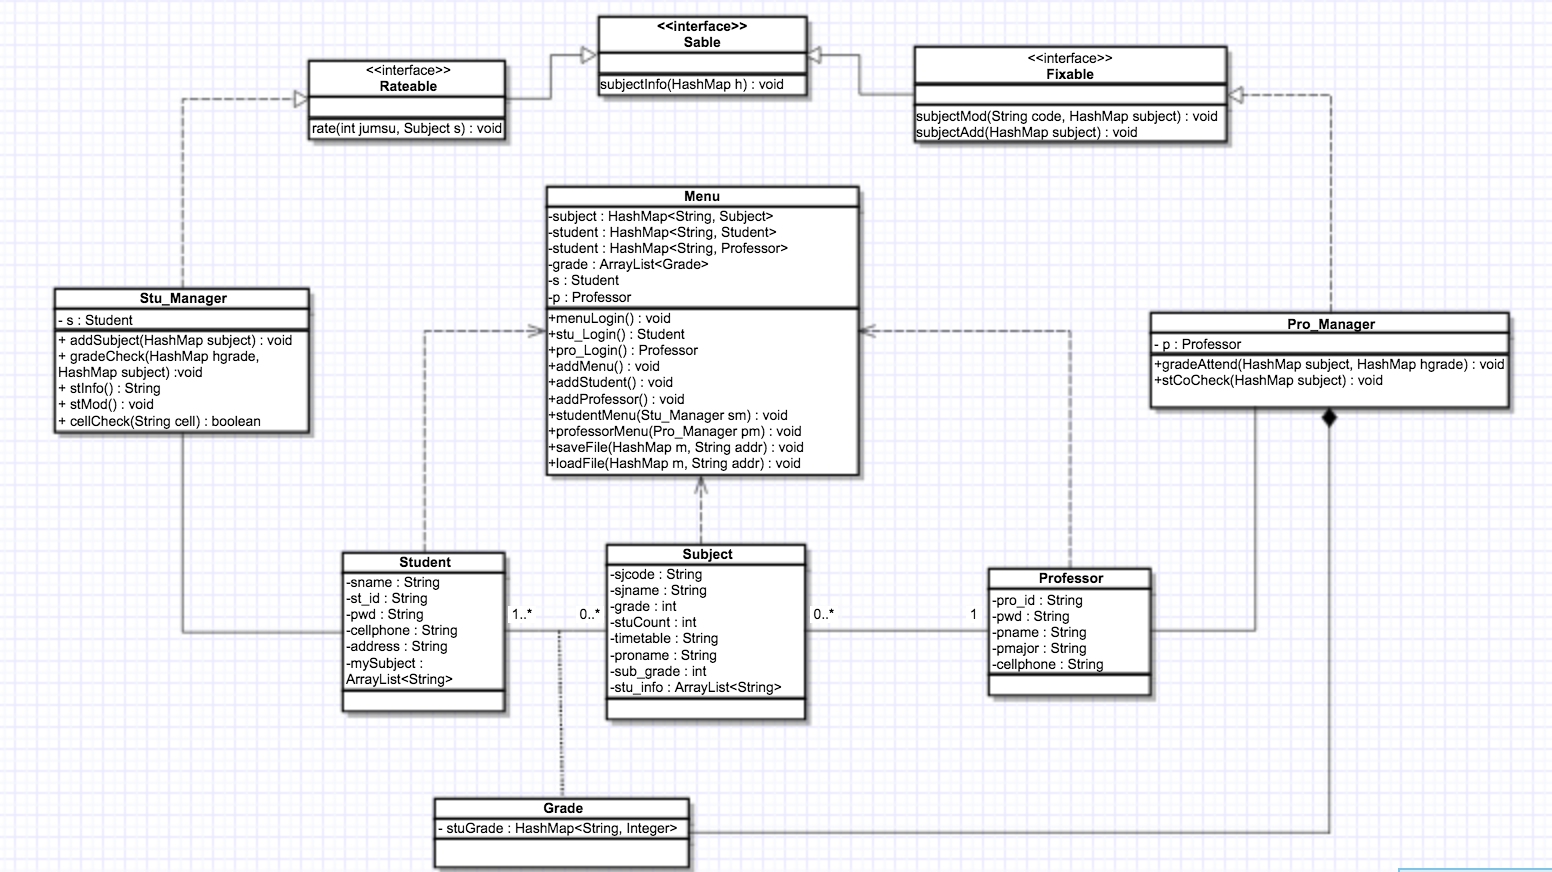 <<interface>>
Sable
subjectInfo(HashMap h) : void
<<interface>>
Rateable
rate(int jumsu, Subject s) : void
<<interface>>
Fixable
subjectMod(String code, HashMap subject) : void
subjectAdd(HashMap subject) : void
Menu
-subject : HashMap<String, Subject>
-student : HashMap<String, Student>
-student : HashMap<String, Professor>
-grade : ArrayList<Grade>
-s : Student
-p : Professor
+menuLogin() : void
+stu_Login() : Student
+pro_Login() : Professor
+addMenu() : void
+addStudent() : void
+addProfessor() : void
+studentMenu(Stu_Manager sm) : void
+professorMenu(Pro_Manager pm) : void
+saveFile(HashMap m, String addr) : void
+loadFile(HashMap m, String addr) : void
Stu_Manager
- s : Student
+ addSubject(HashMap subject) : void
+ gradeCheck(HashMap hgrade,
HashMap subject) :void
+ stInfo() : String
+ stMod() : void
+ cellCheck(String cell) : boolean
Pro_Manager
- p : Professor
+gradeAttend(HashMap subject, HashMap hgrade) : void
+stCoCheck(HashMap subject) : void
Student
-sname : String
-st_id : String
-pwd : String
-cellphone : String
-address : String
-mySubject :
ArrayList<String>
1..*
0..*
Subject
-sjcode : String
-sjname : String
-grade : int
-stuCount : int
-timetable : String
-proname : String
-sub_grade : int
-stu_info : ArrayList<String>
0..*
1
Professor
-pro_id : String
-pwd : String
-pname : String
-pmajor : String
-cellphone : String
Grade
- stuGrade : HashMap<String, Integer>